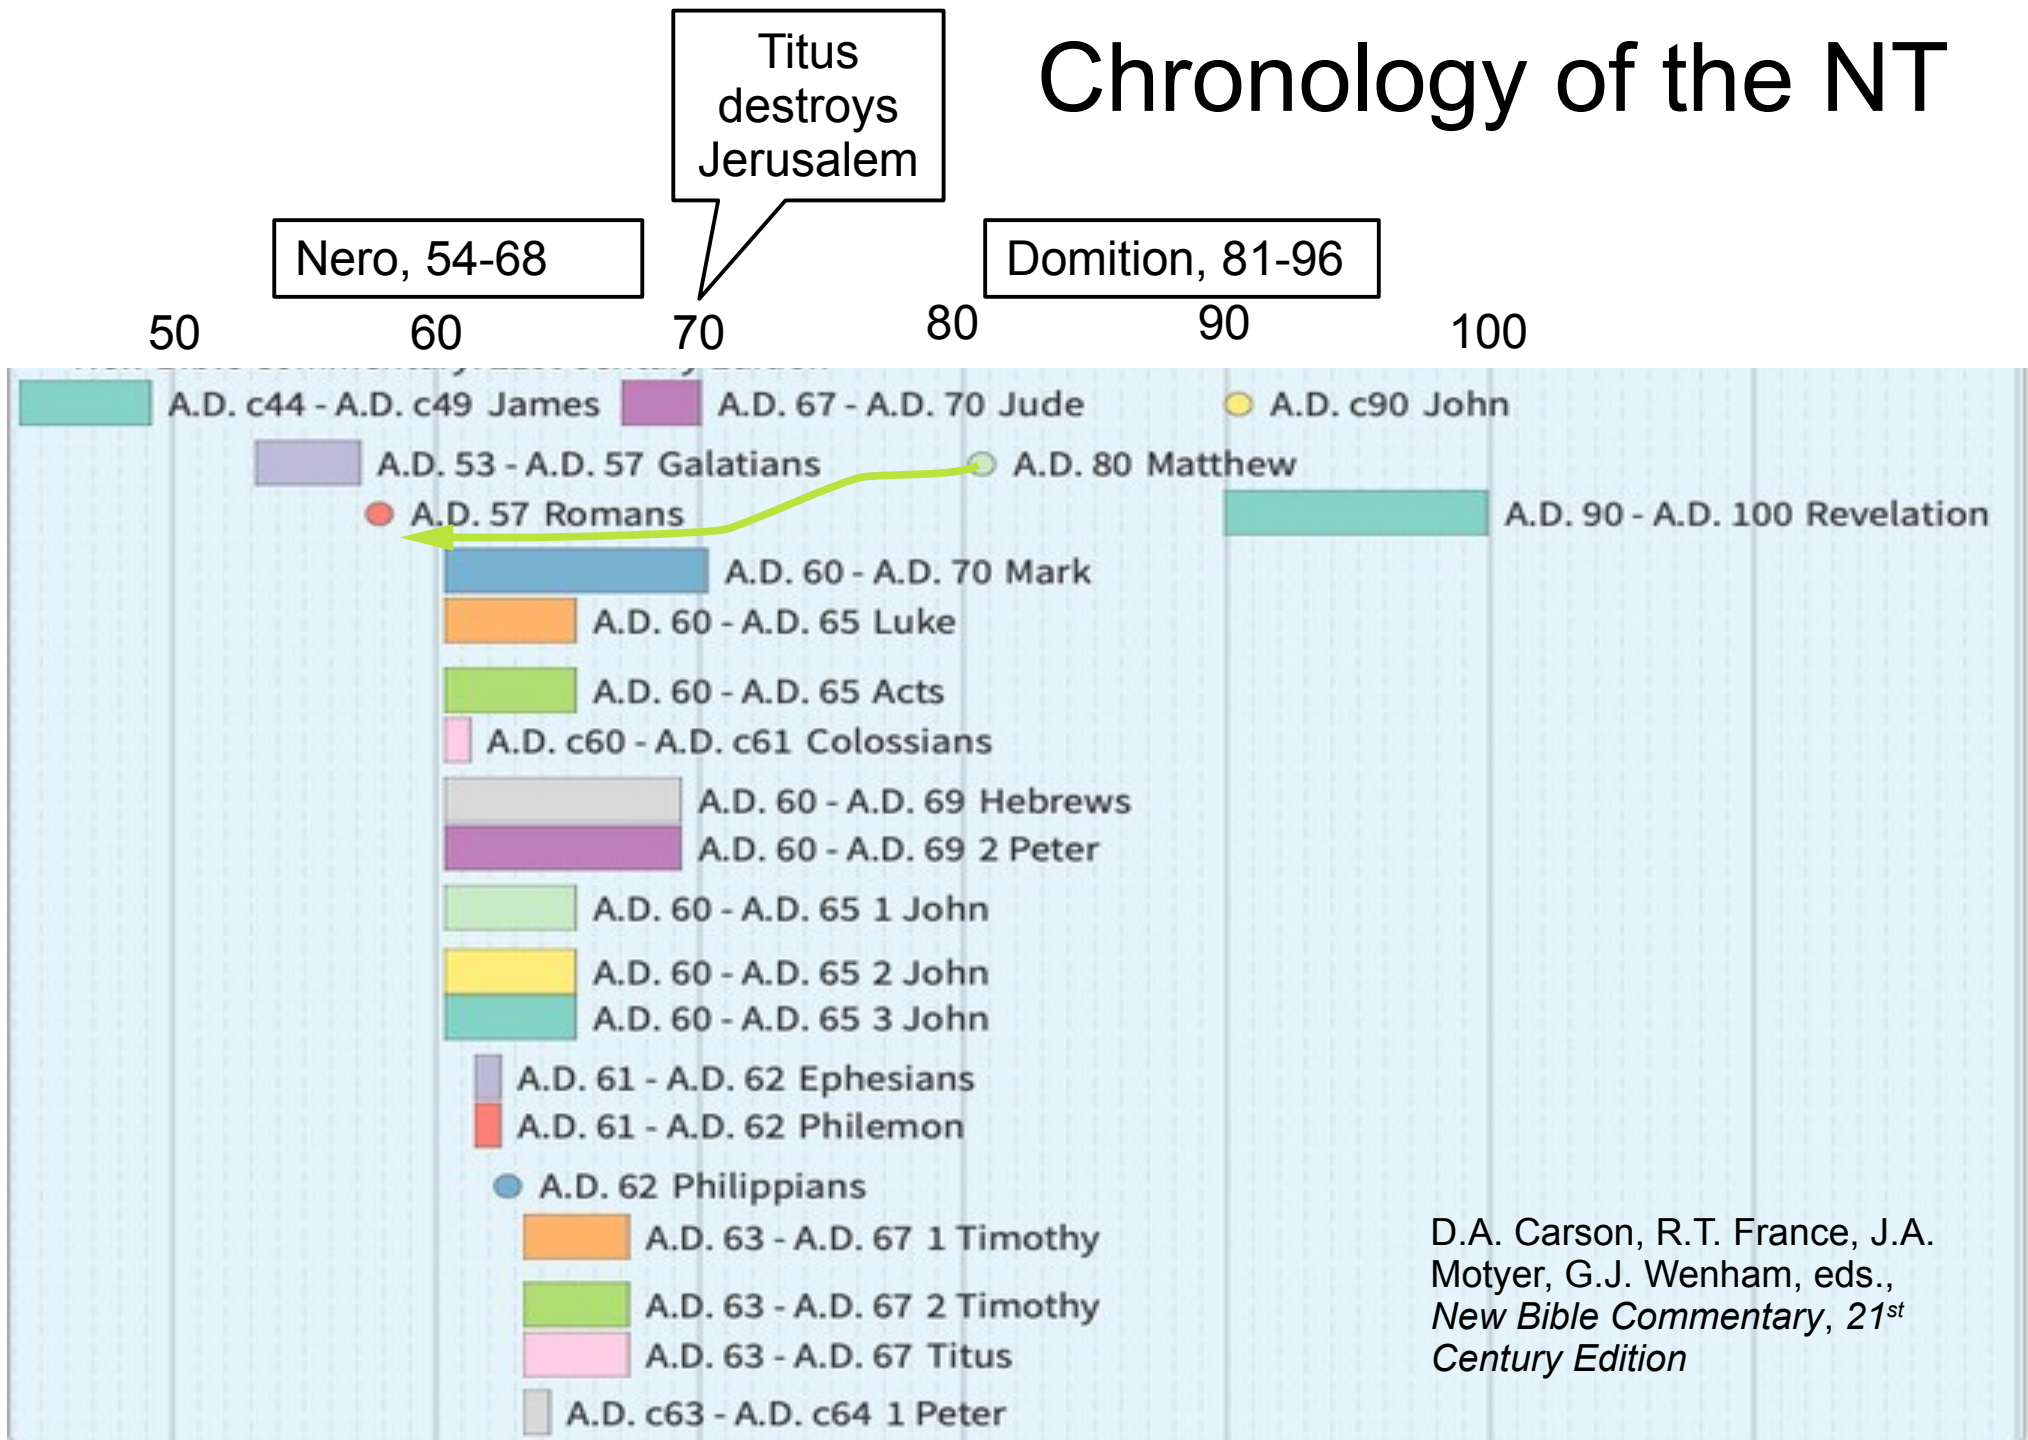 Titus
destroys
Jerusalem
Chronology of the NT
Nero, 54-68
Domition, 81-96
50 60 70 80 90 100
A.D. c44 - A.D. c49 James
A.D. 67 - A.D. 70 Jude
A.D. c90 John
A.D. 53 - A.D. 57 Galatians
A.D. 80 Matthew
A.D. 57 Romans
A.D. 90 - A.D. 100 Revelation
A.D. 60 - A.D. 70 Mark
A.D. 60 - A.D. 65 Luke
A.D. 60 - A.D. 65 Acts
A.D. c60 - A.D. c61 Colossians
A.D. 60 - A.D. 69 Hebrews
A.D. 60 - A.D. 69 2 Peter
A.D. 60 - A.D. 65 1 John
A.D. 60 - A.D. 65 2 John
A.D. 60 - A.D. 65 3 John
A.D. 61 - A.D. 62 Ephesians
A.D. 61 - A.D. 62 Philemon
A.D. 62 Philippians
A.D. 63 - A.D. 67 1 Timothy
A.D. 63 - A.D. 67 2 Timothy
A.D. 63 - A.D. 67 Titus
A.D. c63 - A.D. c64 1 Peter
D.A. Carson, R.T. France, J.A.
Motyer, G.J. Wenham, eds.,
New Bible Commentary, 21st
Century Edition